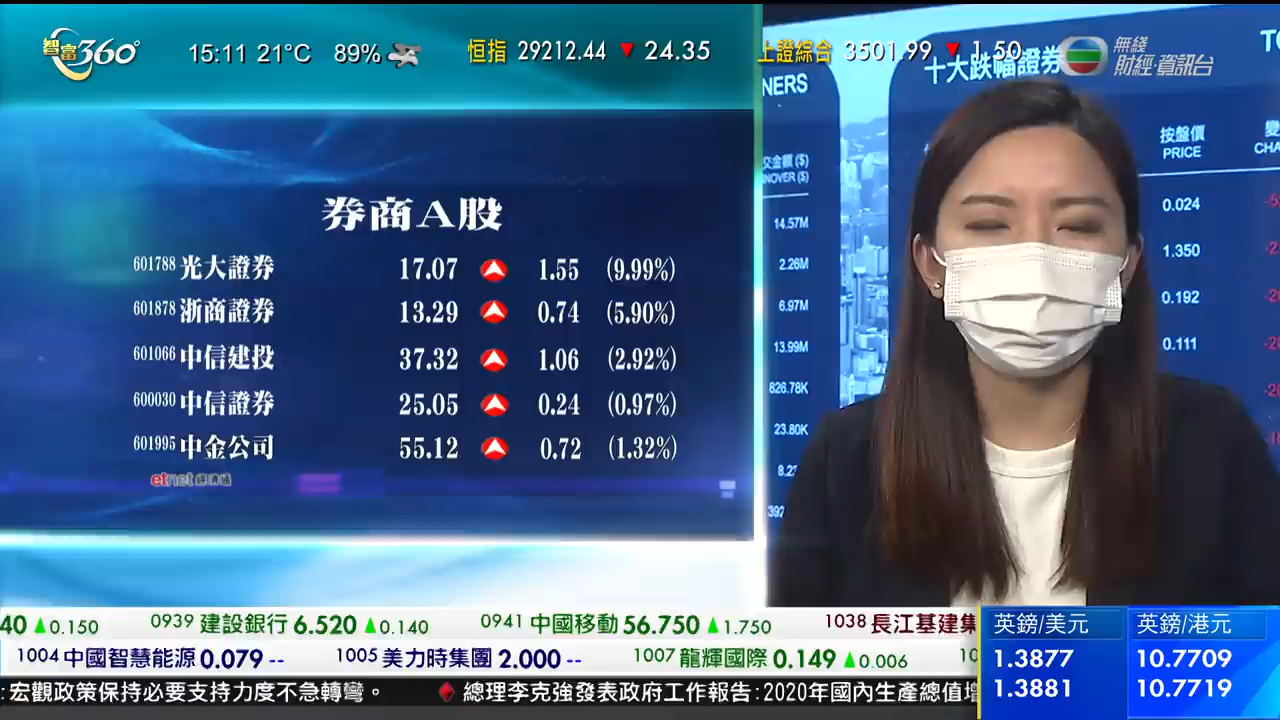 智富360°
15:11 21°C 89% 恒指 29212.44 ▼ 24.35 上證綜合 3501.99 ▼ 1.50
無綫
財經·資訊台
NERS
十大跌幅證券
交金額 ($)
NOVER ($)
按盤價
PRICE
變
CHA
14.57M
2.26M
6.97M
13.99M
826.78K
23.80K
0.024
1.350
0.192
0.111
券商A股
601788 光大證券 17.07 1.55 (9.99%)
601878 浙商證券 13.29 0.74 (5.90%)
601066 中信建投 37.32 1.06 (2.92%)
600030 中信證券 25.05 0.24 (0.97%)
601995 中金公司 55.12 0.72 (1.32%)
etnet 經濟通
40 ▲0.150 0939 建設銀行 6.520 ▲0.140 0941 中國移動 56.750 ▲1.750 1038 長江基建集
1004 中國智慧能源 0.079 -- 1005 美力時集團 2.000 -- 1007 龍輝國際 0.149 ▲0.006 10
: 宏觀政策保持必要支持力度不急轉彎。 總理李克強發表政府工作報告:2020年國內生產總值增
英鎊/美元
1.3877
1.3881
英鎊/港元
10.7709
10.7719